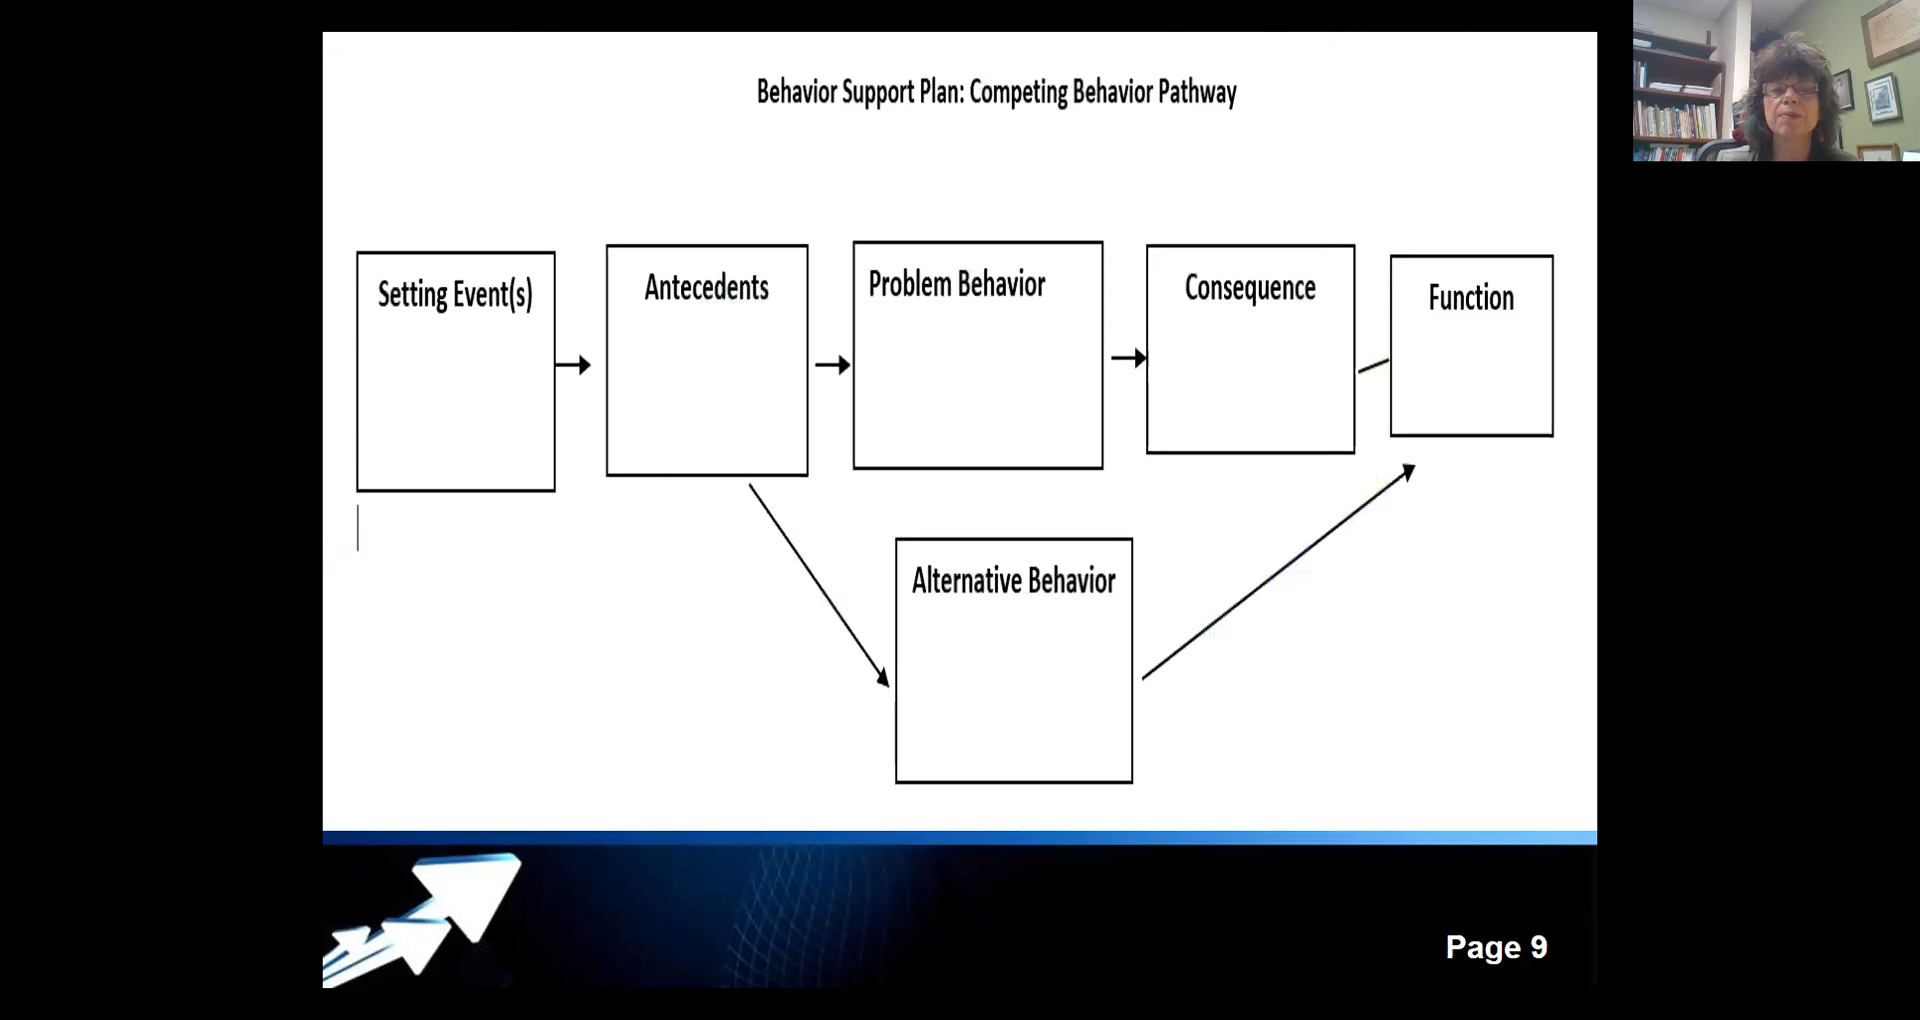 Behavior Support Plan: Competing Behavior Pathway
Setting Event(s)
Antecedents
Problem Behavior
Consequence
Function
Alternative Behavior
Page 9